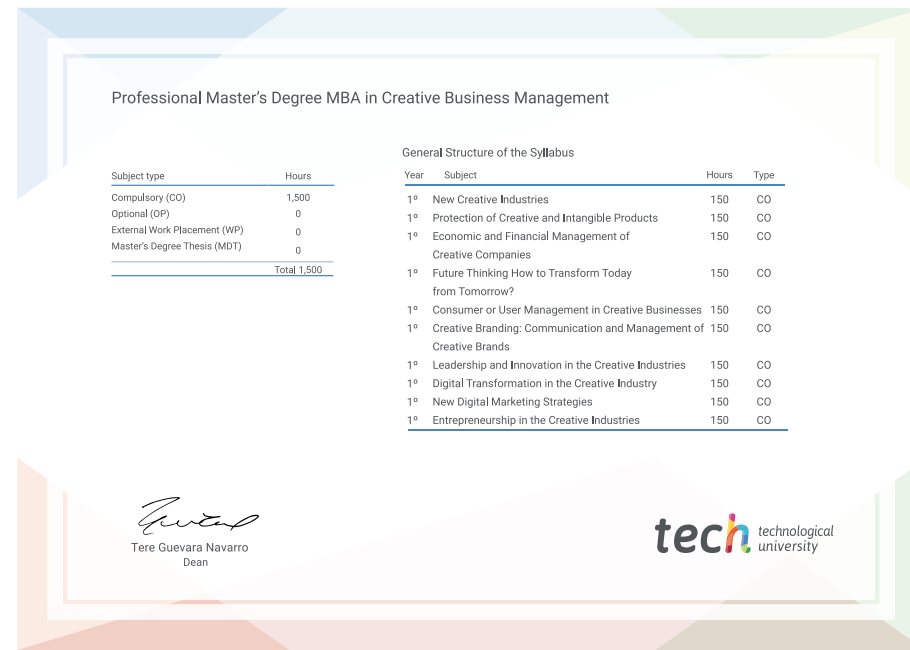 Professional Master's Degree MBA in Creative Business Management
Subject type Hours
Compulsory (CO) 1,500
Optional (OP) 0
External Work Placement (WP) 0
Master's Degree Thesis (MDT) 0
Total 1,500
General Structure of the Syllabus
Year Subject Hours Type
1º New Creative Industries 150 CO
1º Protection of Creative and Intangible Products 150 CO
1º Economic and Financial Management of 150 CO
Creative Companies
1º Future Thinking How to Transform Today 150 CO
from Tomorrow?
1º Consumer or User Management in Creative Businesses 150 CO
1º Creative Branding: Communication and Management of 150 CO
Creative Brands
1º Leadership and Innovation in the Creative Industries 150 CO
1º Digital Transformation in the Creative Industry 150 CO
1º New Digital Marketing Strategies 150 CO
1º Entrepreneurship in the Creative Industries 150 CO
Tere Guevara Navarro
Dean
tech technological
university